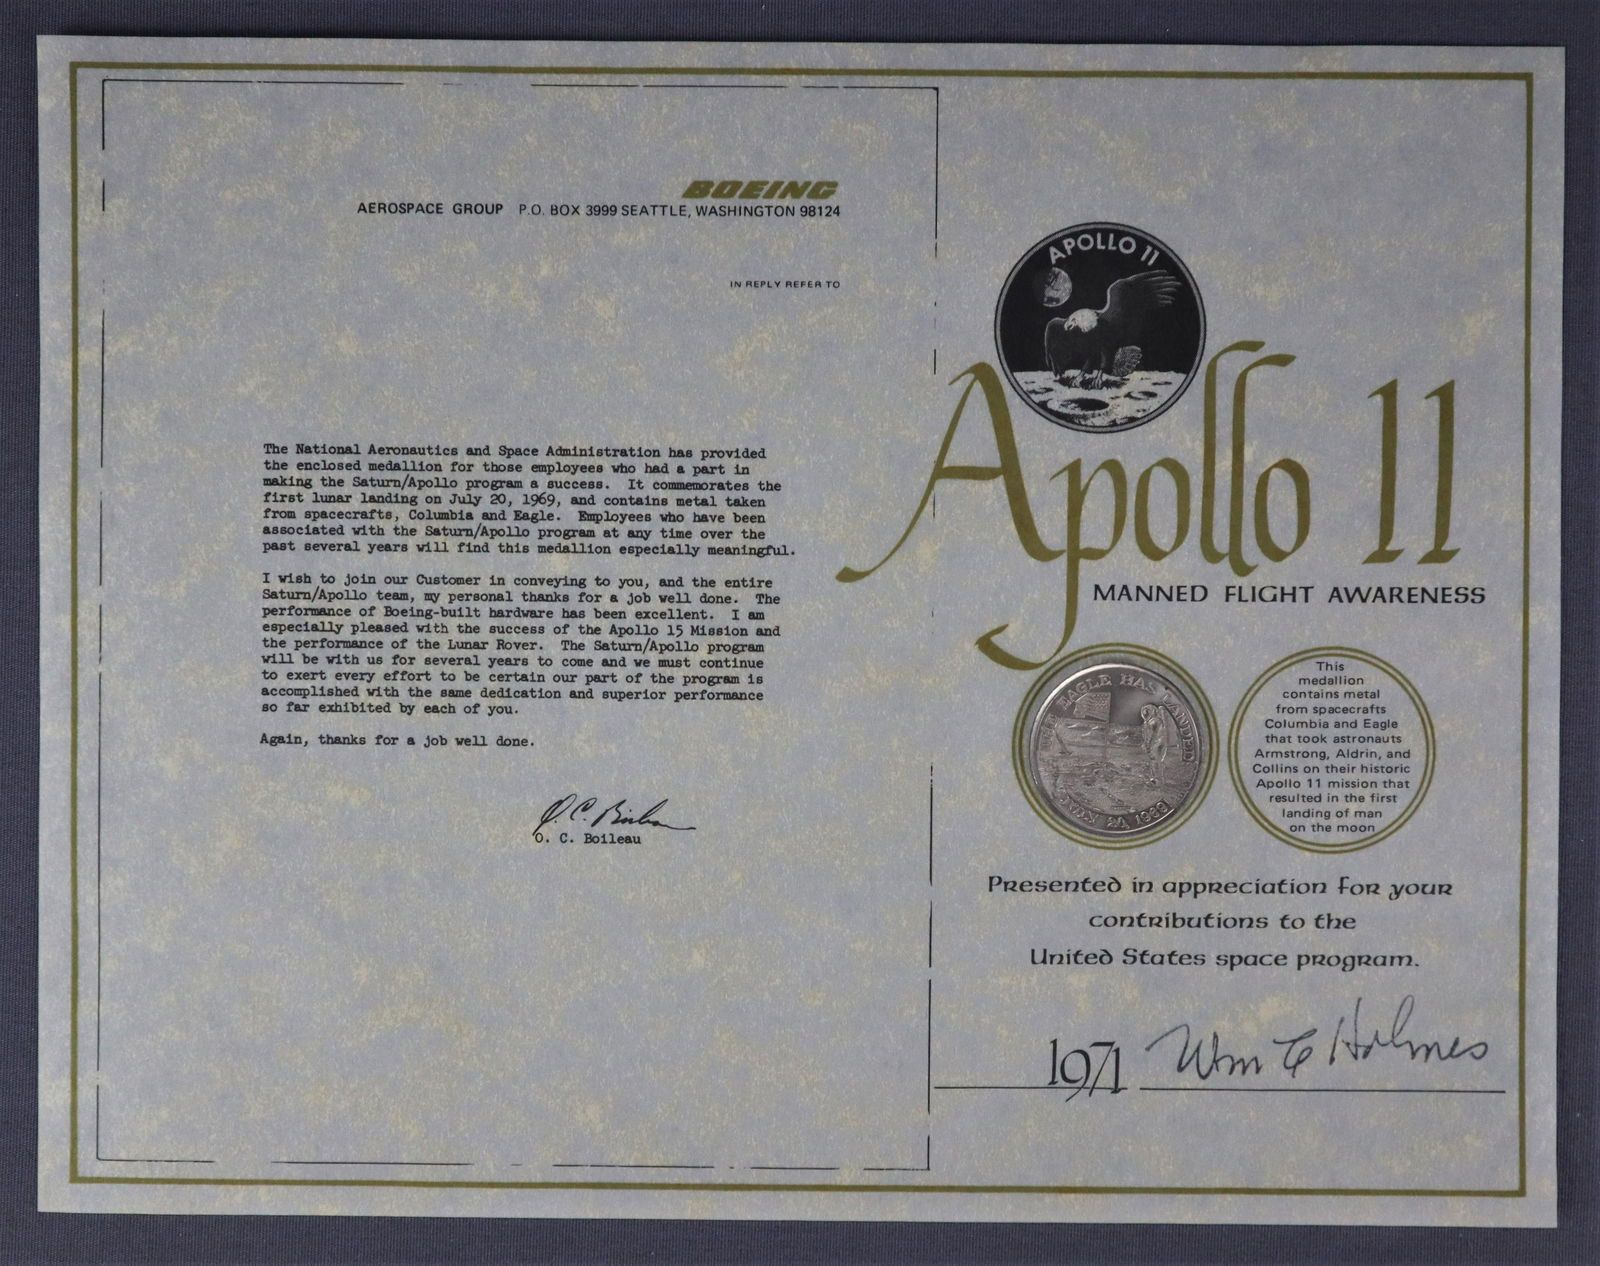 BOEING
AEROSPACE GROUP P.O. BOX 3999 SEATTLE, WASHINGTON 98124
IN REPLY REFER TO
The National Aeronautics and Space Administration has provided
the enclosed medallion for those employees who had a part in
making the Saturn/Apollo program a success. It commemorates the
first lunar landing on July 20, 1969, and contains metal taken
from spacecrafts, Columbia and Eagle. Employees who have been
associated with the Saturn/Apollo program at any time over the
past several years will find this medallion especially meaningful.
I wish to join our Customer in conveying to you, and the entire
Saturn/Apollo team, my personal thanks for a job well done. The
performance of Boeing-built hardware has been excellent. I am
especially pleased with the success of the Apollo 15 Mission and
the performance of the Lunar Rover. The Saturn/Apollo program
will be with us for several years to come and we must continue
to exert every effort to be certain our part of the program is
accomplished with the same dedication and superior performance
so far exhibited by each of you.
Again, thanks for a job well done.
O. C. Boileau
O. C. Boileau
APOLLO 11
Apollo 11
MANNED FLIGHT AWARENESS
THE EAGLE HAS LANDED
JULY 20, 1969
This
medallion
contains metal
from spacecrafts
Columbia and Eagle
that took astronauts
Armstrong, Aldrin, and
Collins on their historic
Apollo 11 mission that
resulted in the first
landing of man
on the moon
Presented in appreciation for your
contributions to the
United States space program.
1971 Wm C Holmes